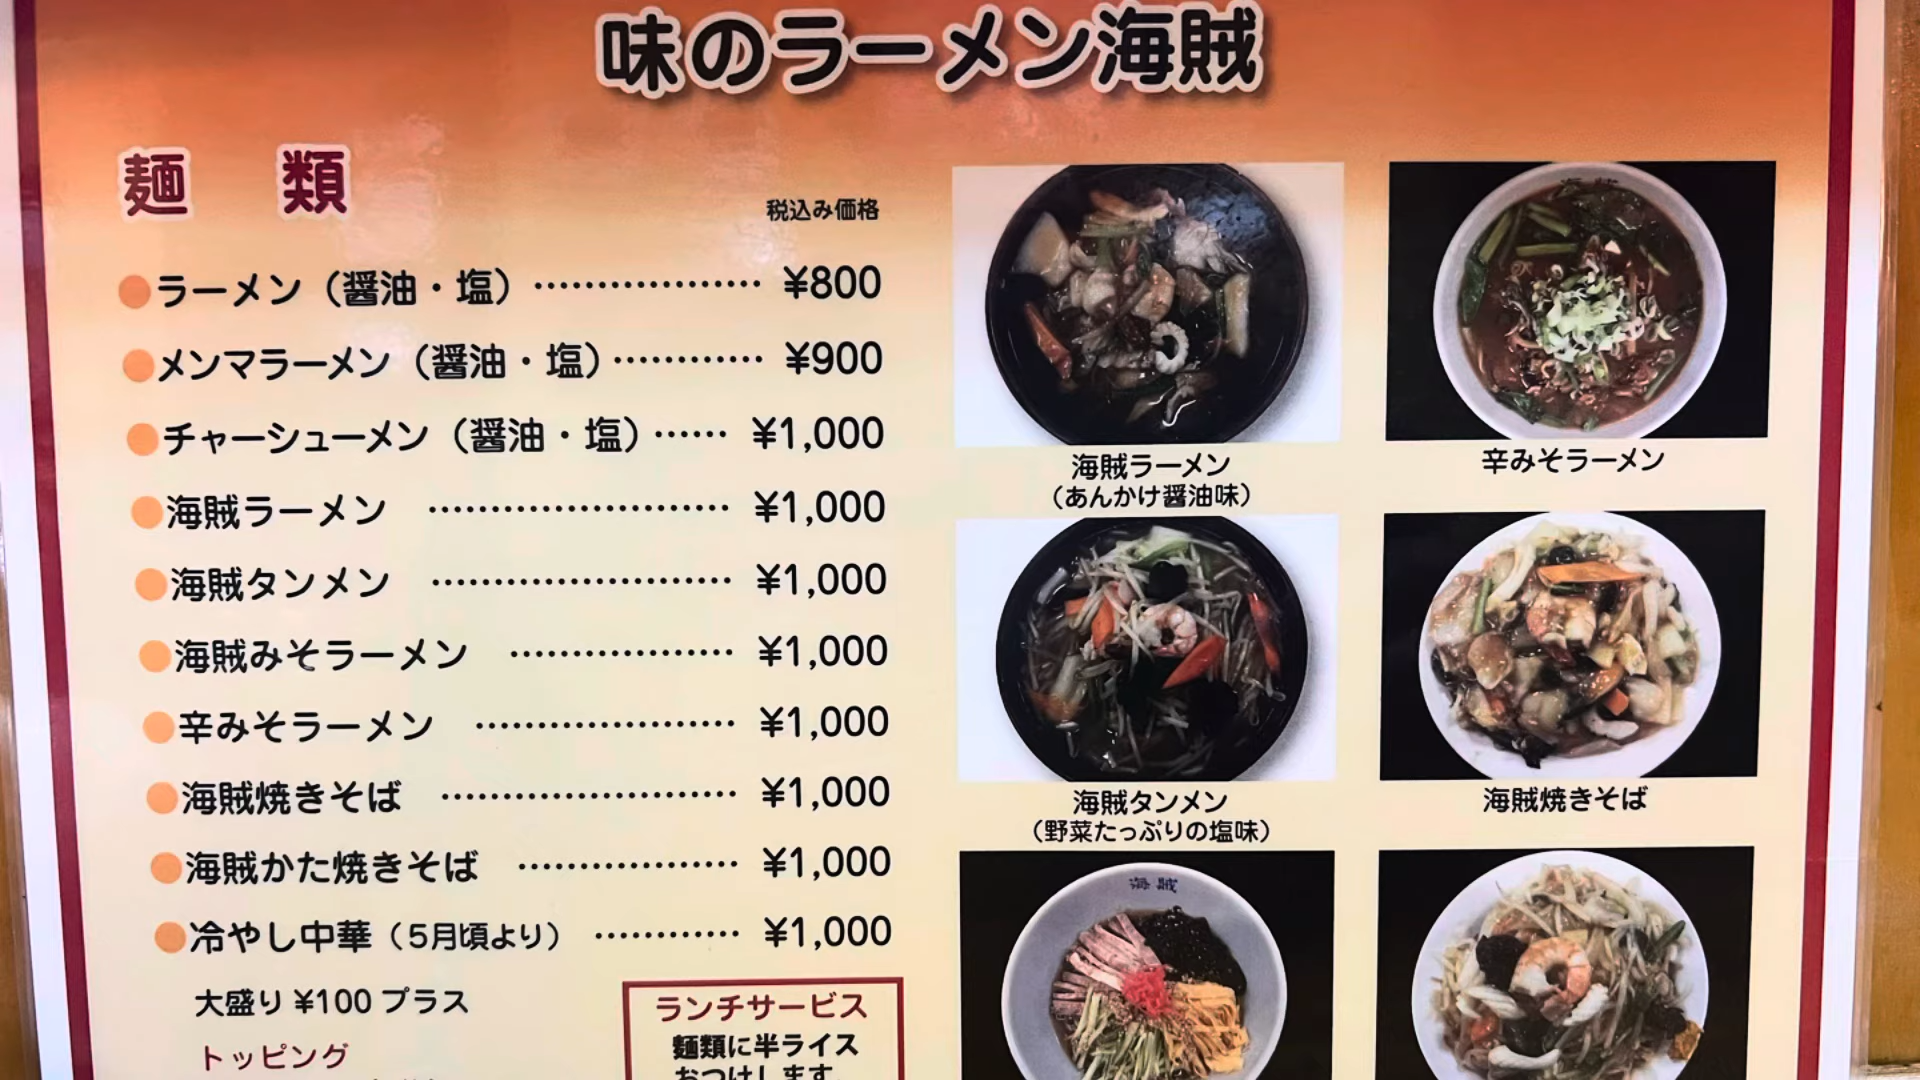 味のラーメン海賊
麺 類
税込み価格
●ラーメン（醤油・塩）……………… ¥800
●メンマラーメン（醤油・塩）………… ¥900
●チャーシューメン（醤油・塩）…… ¥1,000
●海賊ラーメン ……………………… ¥1,000
●海賊タンメン ……………………… ¥1,000
●海賊みそラーメン ……………… ¥1,000
●辛みそラーメン ………………… ¥1,000
●海賊焼きそば …………………… ¥1,000
●海賊かた焼きそば ……………… ¥1,000
●冷やし中華（5月頃より） ………… ¥1,000
大盛り ¥100 プラス
トッピング
ランチサービス
麺類に半ライス
おつけします。
海賊ラーメン
（あんかけ醤油味）
辛みそラーメン
海賊タンメン
（野菜たっぷりの塩味）
海賊焼きそば
海賊